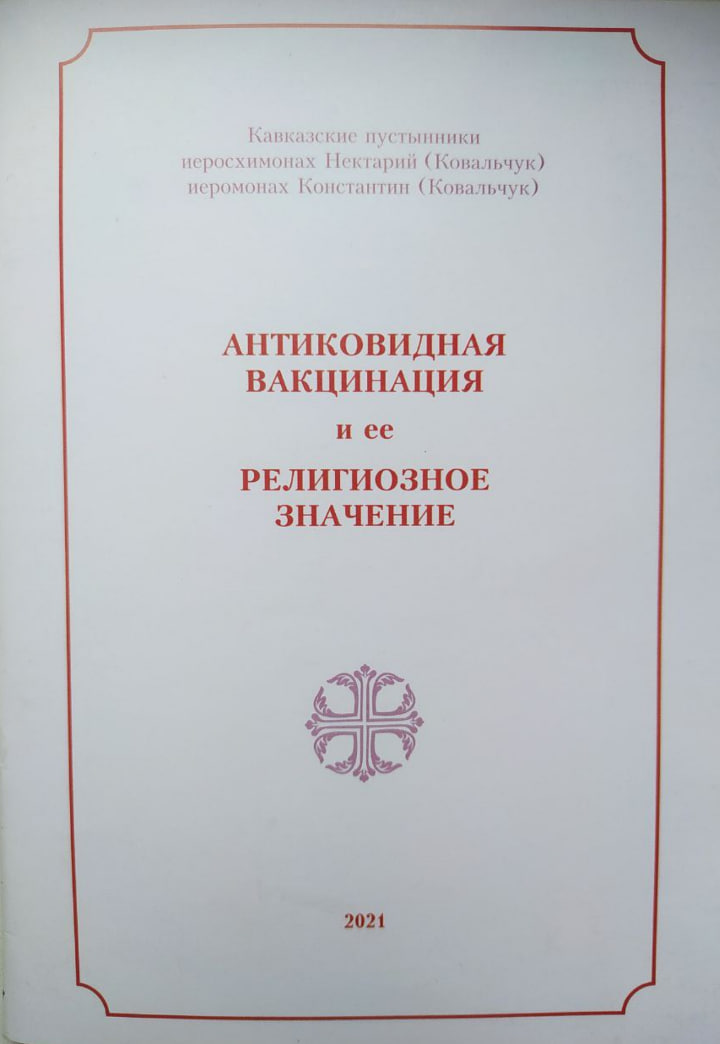 Кавказские пустынники
иеросхимонах Нектарий (Ковальчук)
иеромонах Константин (Ковальчук)
АНТИКОВИДНАЯ
ВАКЦИНАЦИЯ
и ее
РЕЛИГИОЗНОЕ
ЗНАЧЕНИЕ
2021